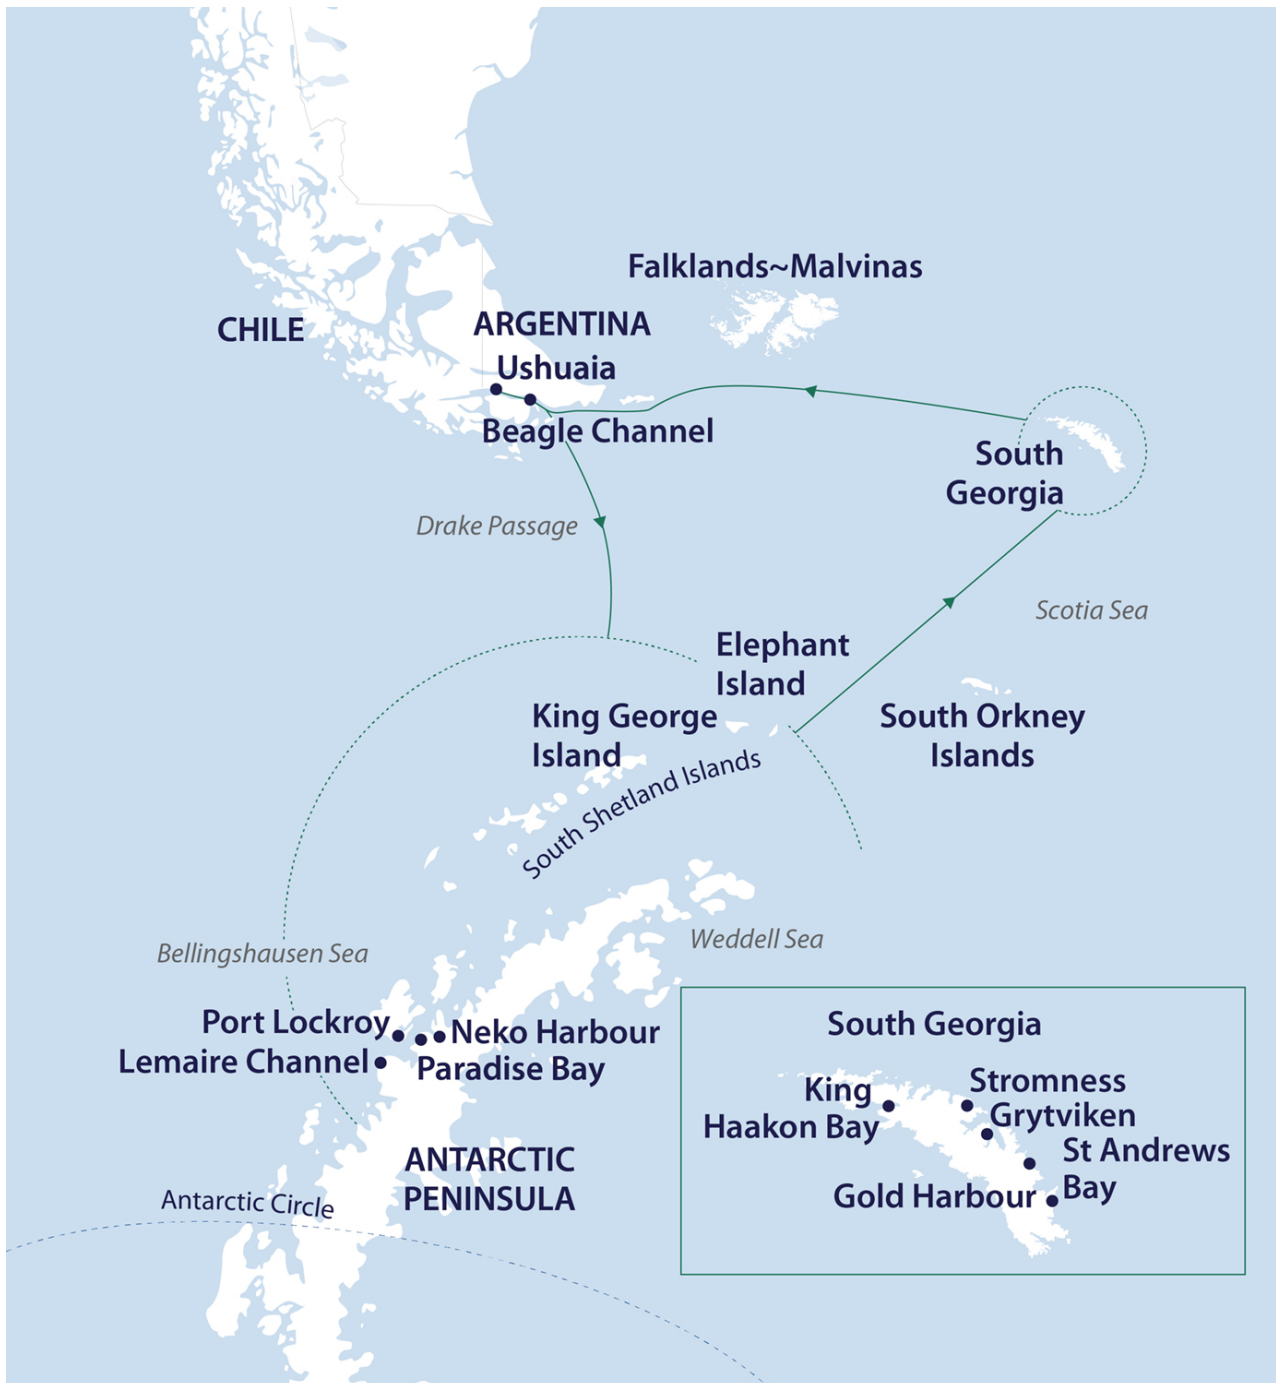 Falklands~Malvinas
CHILE
ARGENTINA
Ushuaia
Beagle Channel
South
Georgia
Drake Passage
Scotia Sea
Elephant
Island
King George
Island
South Orkney
Islands
South Shetland Islands
Bellingshausen Sea
Weddell Sea
Port Lockroy
Neko Harbour
Lemaire Channel
Paradise Bay
ANTARCTIC
PENINSULA
Antarctic Circle
South Georgia
King
Haakon Bay
Stromness
Grytviken
St Andrews
Bay
Gold Harbour